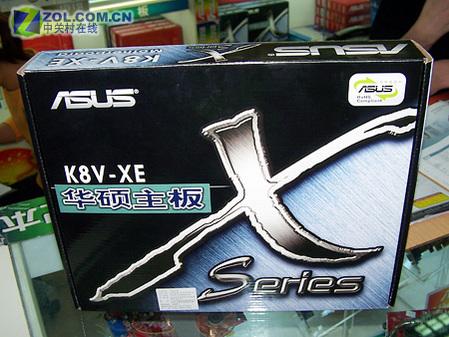 ZOL.COM.CN
中关村在线
K8V-XE
ASUS
ASUS
RoHS
Compliant
K8V-XE
华硕主板
Series